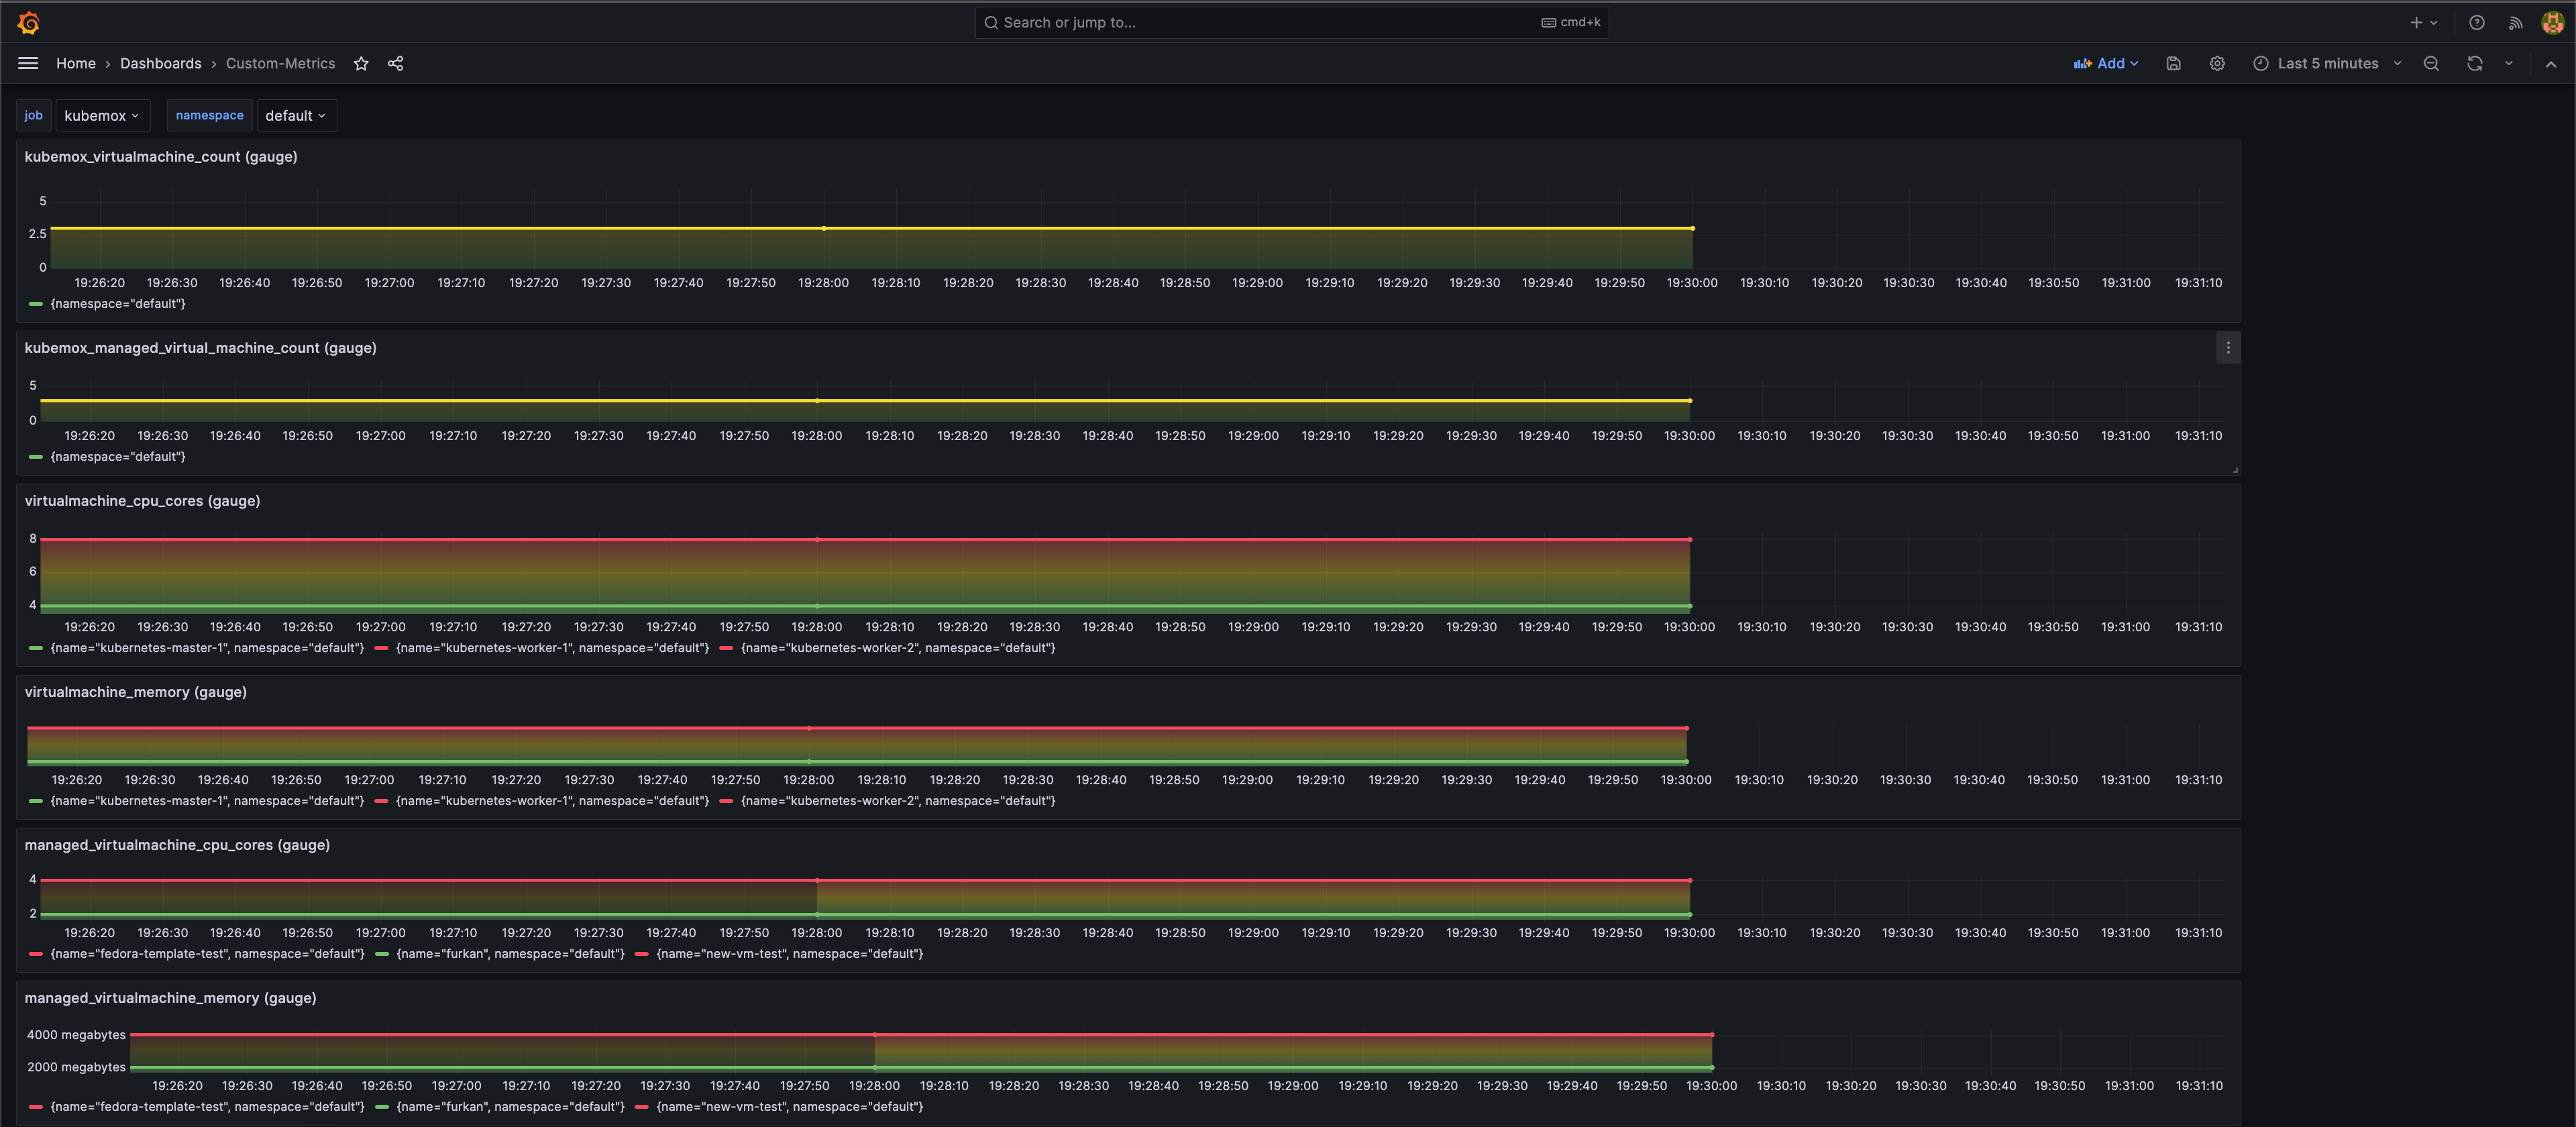 Search or jump to... cmd+k
Home › Dashboards › Custom-Metrics Add Last 5 minutes
job kubemox namespace default
kubemox_virtualmachine_count (gauge)
5
2.5
0
19:26:20 19:26:30 19:26:40 19:26:50 19:27:00 19:27:10 19:27:20 19:27:30 19:27:40 19:27:50 19:28:00 19:28:10 19:28:20 19:28:30 19:28:40 19:28:50 19:29:00 19:29:10 19:29:20 19:29:30 19:29:40 19:29:50 19:30:00 19:30:10 19:30:20 19:30:30 19:30:40 19:30:50 19:31:00 19:31:10
{namespace="default"}
kubemox_managed_virtual_machine_count (gauge)
5
0
19:26:20 19:26:30 19:26:40 19:26:50 19:27:00 19:27:10 19:27:20 19:27:30 19:27:40 19:27:50 19:28:00 19:28:10 19:28:20 19:28:30 19:28:40 19:28:50 19:29:00 19:29:10 19:29:20 19:29:30 19:29:40 19:29:50 19:30:00 19:30:10 19:30:20 19:30:30 19:30:40 19:30:50 19:31:00 19:31:10
{namespace="default"}
virtualmachine_cpu_cores (gauge)
8
6
4
19:26:20 19:26:30 19:26:40 19:26:50 19:27:00 19:27:10 19:27:20 19:27:30 19:27:40 19:27:50 19:28:00 19:28:10 19:28:20 19:28:30 19:28:40 19:28:50 19:29:00 19:29:10 19:29:20 19:29:30 19:29:40 19:29:50 19:30:00 19:30:10 19:30:20 19:30:30 19:30:40 19:30:50 19:31:00 19:31:10
{name="kubernetes-master-1", namespace="default"} {name="kubernetes-worker-1", namespace="default"} {name="kubernetes-worker-2", namespace="default"}
virtualmachine_memory (gauge)
19:26:20 19:26:30 19:26:40 19:26:50 19:27:00 19:27:10 19:27:20 19:27:30 19:27:40 19:27:50 19:28:00 19:28:10 19:28:20 19:28:30 19:28:40 19:28:50 19:29:00 19:29:10 19:29:20 19:29:30 19:29:40 19:29:50 19:30:00 19:30:10 19:30:20 19:30:30 19:30:40 19:30:50 19:31:00 19:31:10
{name="kubernetes-master-1", namespace="default"} {name="kubernetes-worker-1", namespace="default"} {name="kubernetes-worker-2", namespace="default"}
managed_virtualmachine_cpu_cores (gauge)
4
2
19:26:20 19:26:30 19:26:40 19:26:50 19:27:00 19:27:10 19:27:20 19:27:30 19:27:40 19:27:50 19:28:00 19:28:10 19:28:20 19:28:30 19:28:40 19:28:50 19:29:00 19:29:10 19:29:20 19:29:30 19:29:40 19:29:50 19:30:00 19:30:10 19:30:20 19:30:30 19:30:40 19:30:50 19:31:00 19:31:10
{name="fedora-template-test", namespace="default"} {name="furkan", namespace="default"} {name="new-vm-test", namespace="default"}
managed_virtualmachine_memory (gauge)
4000 megabytes
2000 megabytes
19:26:20 19:26:30 19:26:40 19:26:50 19:27:00 19:27:10 19:27:20 19:27:30 19:27:40 19:27:50 19:28:00 19:28:10 19:28:20 19:28:30 19:28:40 19:28:50 19:29:00 19:29:10 19:29:20 19:29:30 19:29:40 19:29:50 19:30:00 19:30:10 19:30:20 19:30:30 19:30:40 19:30:50 19:31:00 19:31:10
{name="fedora-template-test", namespace="default"} {name="furkan", namespace="default"} {name="new-vm-test", namespace="default"}